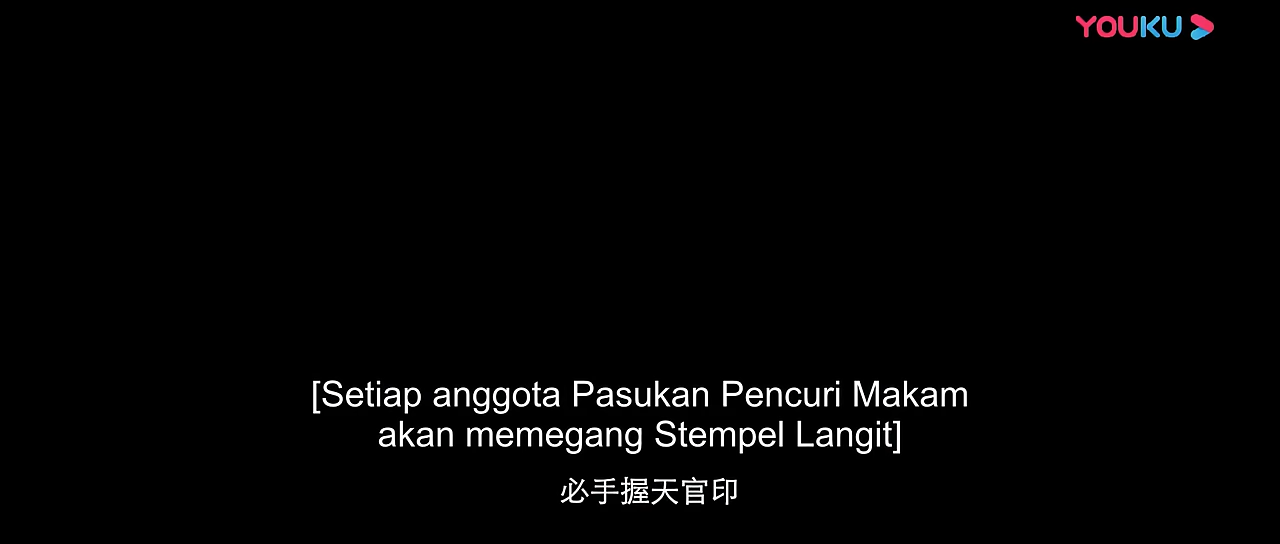 YOUKU
[Setiap anggota Pasukan Pencuri Makam
akan memegang Stempel Langit]
必手握天官印